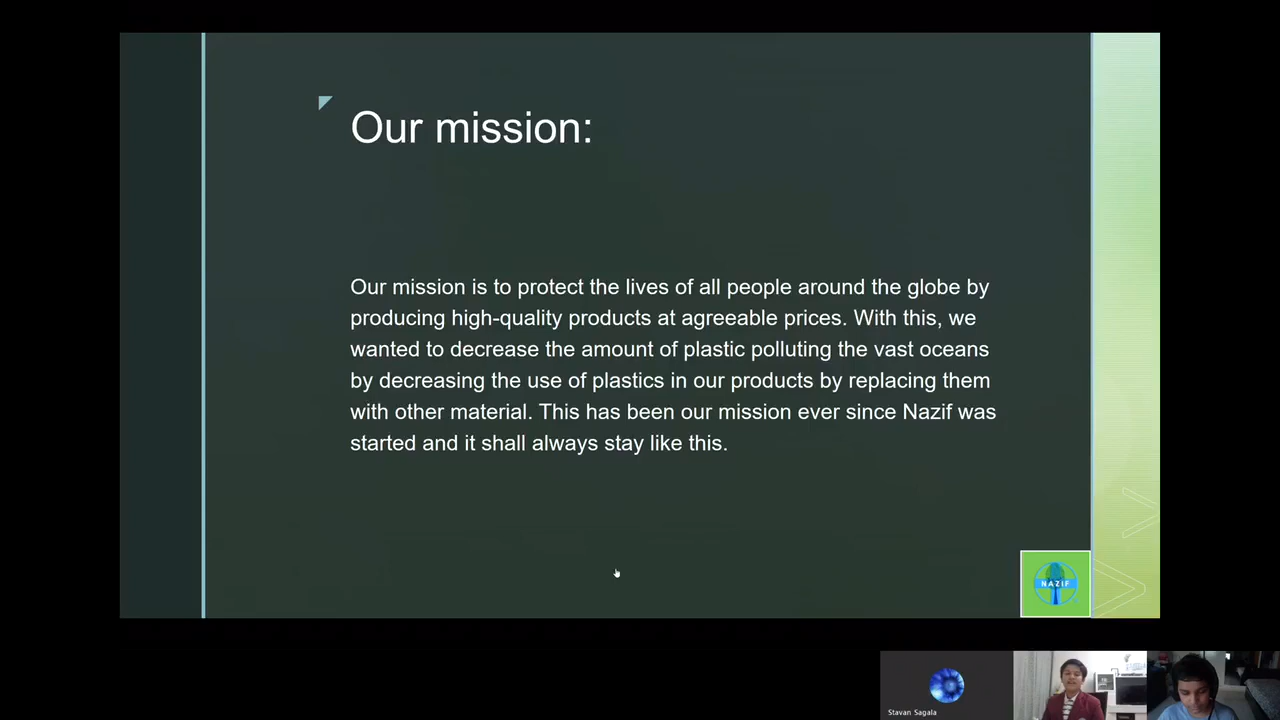 Our mission:
Our mission is to protect the lives of all people around the globe by
producing high-quality products at agreeable prices. With this, we
wanted to decrease the amount of plastic polluting the vast oceans
by decreasing the use of plastics in our products by replacing them
with other material. This has been our mission ever since Nazif was
started and it shall always stay like this.
NAZIF
Stavan Sagala